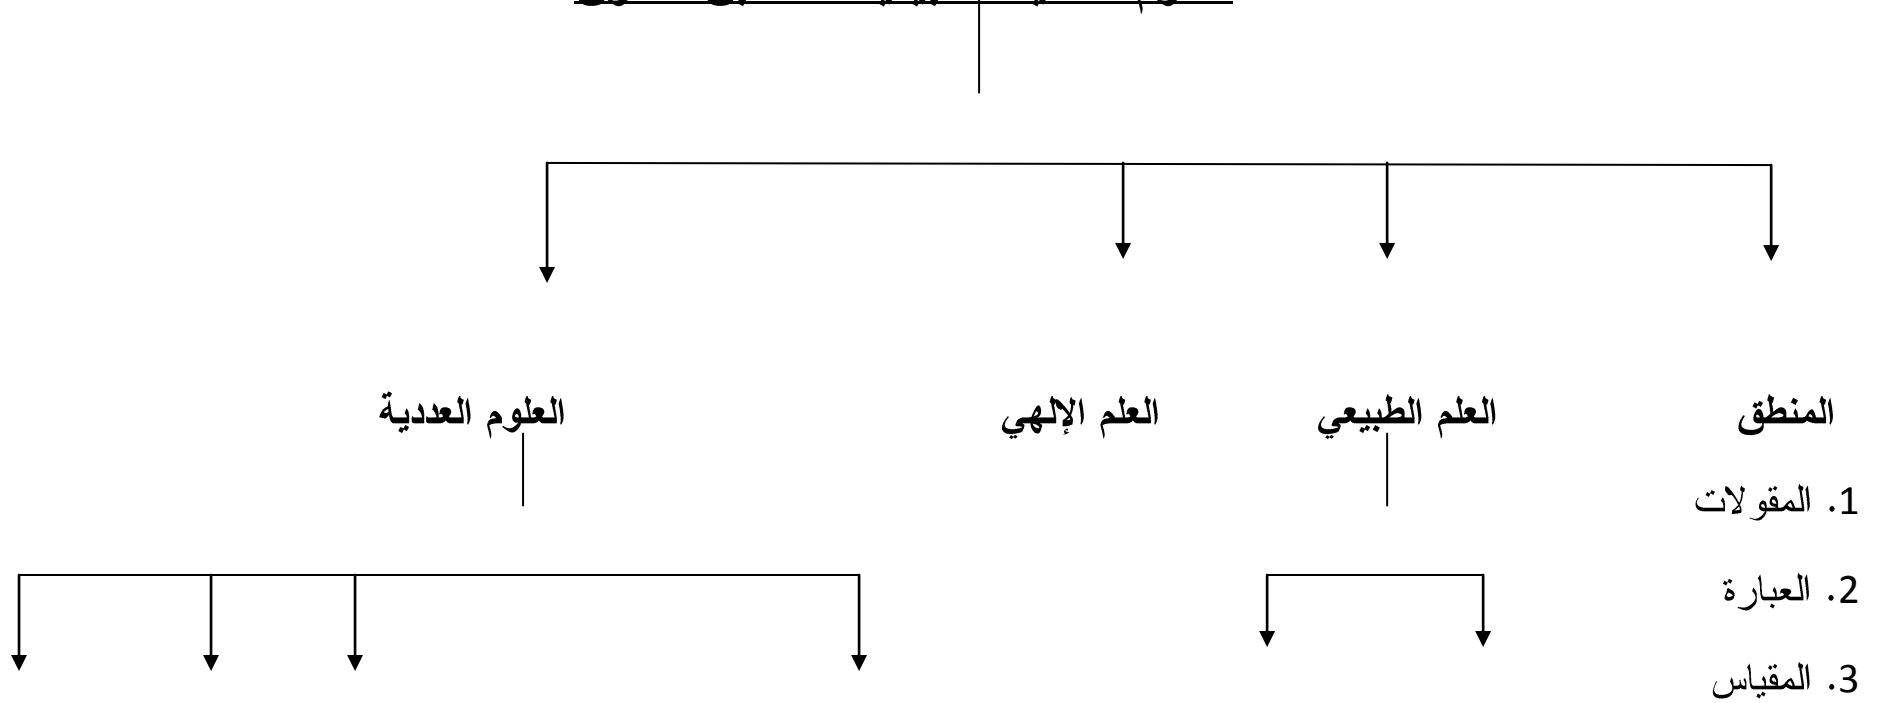 المنطق
العلم الطبيعي
العلم الإلهي
العلوم العددية
1. المقولات
2. العبارة
3. المقياس